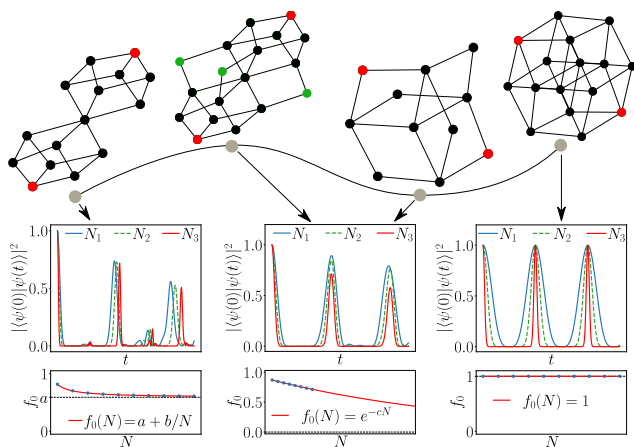 N₁ N₂ N₃
|⟨ψ(0)|ψ(t)⟩|²
1.0
0.5
0.0
t
N₁ N₂ N₃
|⟨ψ(0)|ψ(t)⟩|²
1.0
0.5
0.0
t
N₁ N₂ N₃
|⟨ψ(0)|ψ(t)⟩|²
1.0
0.5
0.0
t
f₀
1
a
0
f₀(N) = a + b/N
N
f₀
1
0
f₀(N) = e^{-cN}
N
f₀
1
0
f₀(N) = 1
N